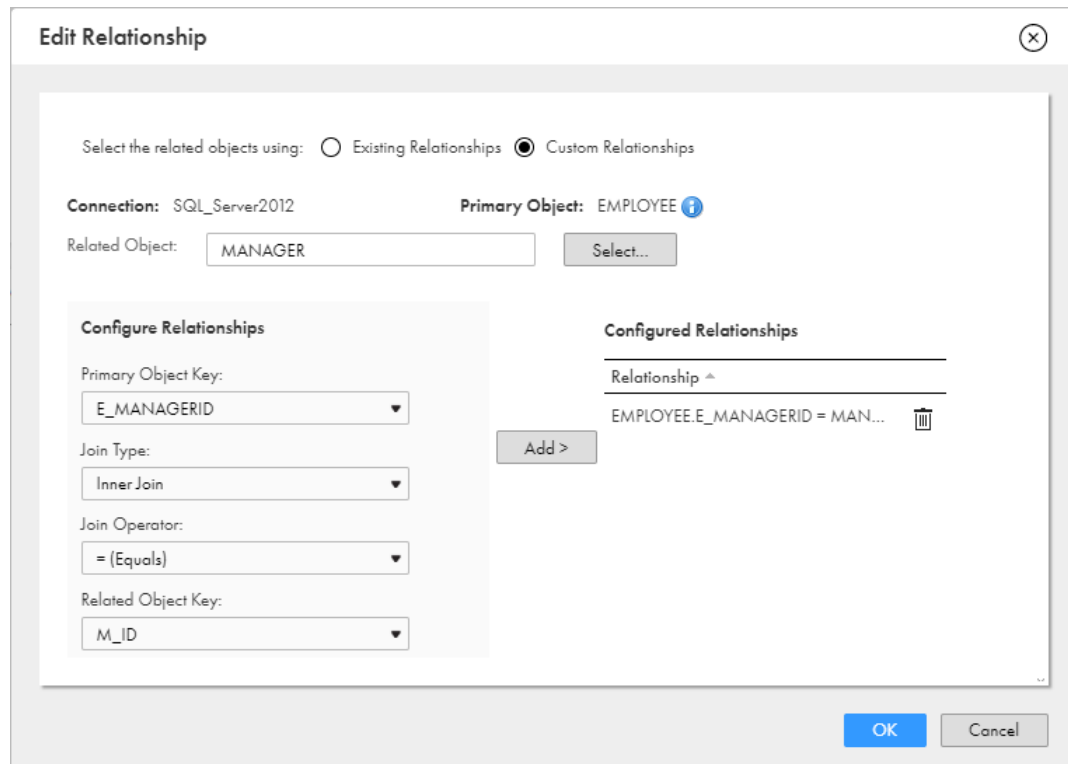 Edit Relationship
Select the related objects using: Existing Relationships Custom Relationships
Connection: SQL_Server2012 Primary Object: EMPLOYEE
Related Object: MANAGER Select...
Configure Relationships
Configured Relationships
Primary Object Key:
Relationship
E_MANAGERID
EMPLOYEE.E_MANAGERID = MAN...
Join Type:
Add >
Inner Join
Join Operator:
= (Equals)
Related Object Key:
M_ID
OK Cancel